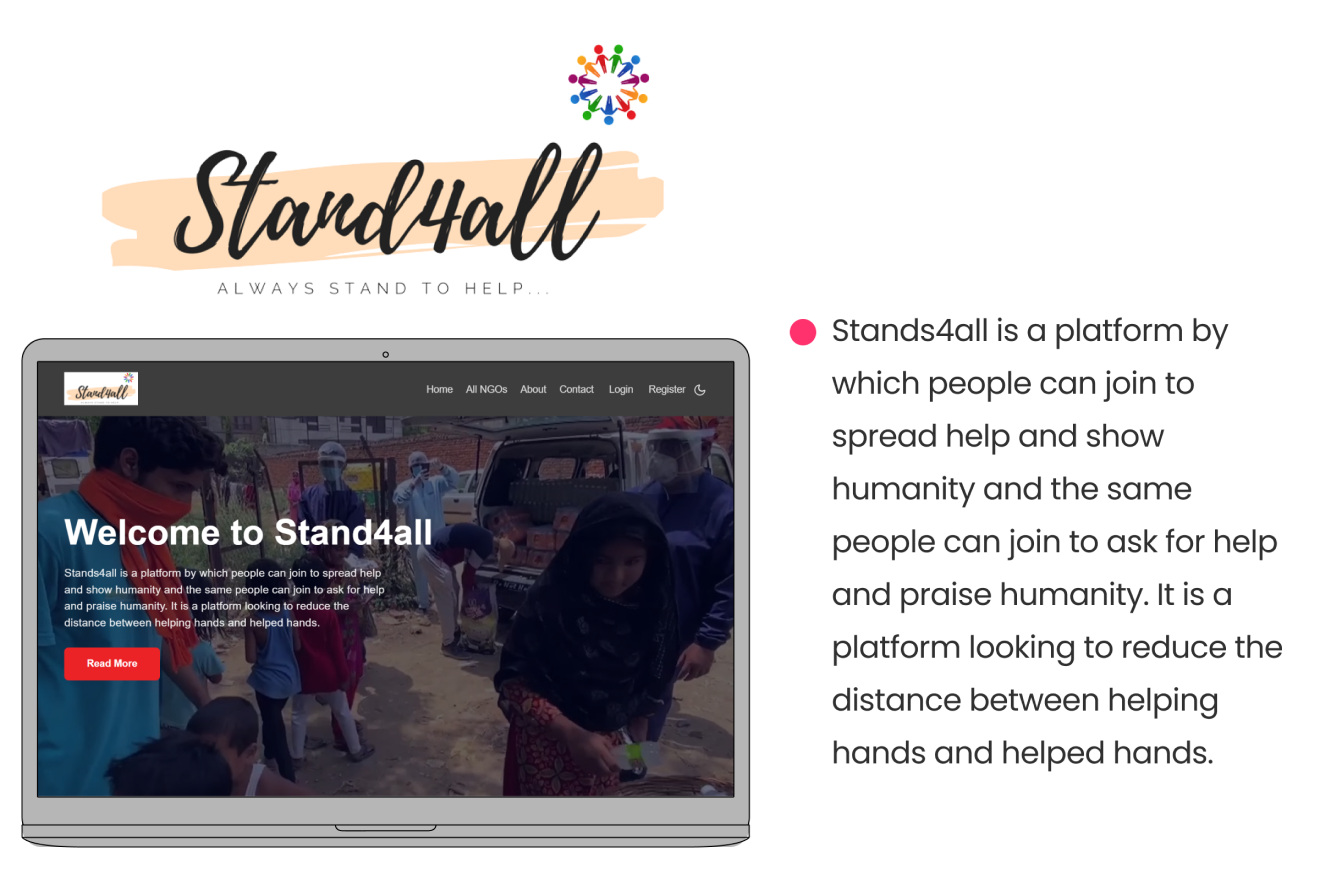 Stand4all
ALWAYS STAND TO HELP...
Stand4all
Home All NGOs About Contact Login Register
Welcome to Stand4all
Stands4all is a platform by which people can join to spread help
and show humanity and the same people can join to ask for help
and praise humanity. It is a platform looking to reduce the
distance between helping hands and helped hands.
Read More
Stands4all is a platform by
which people can join to
spread help and show
humanity and the same
people can join to ask for help
and praise humanity. It is a
platform looking to reduce the
distance between helping
hands and helped hands.